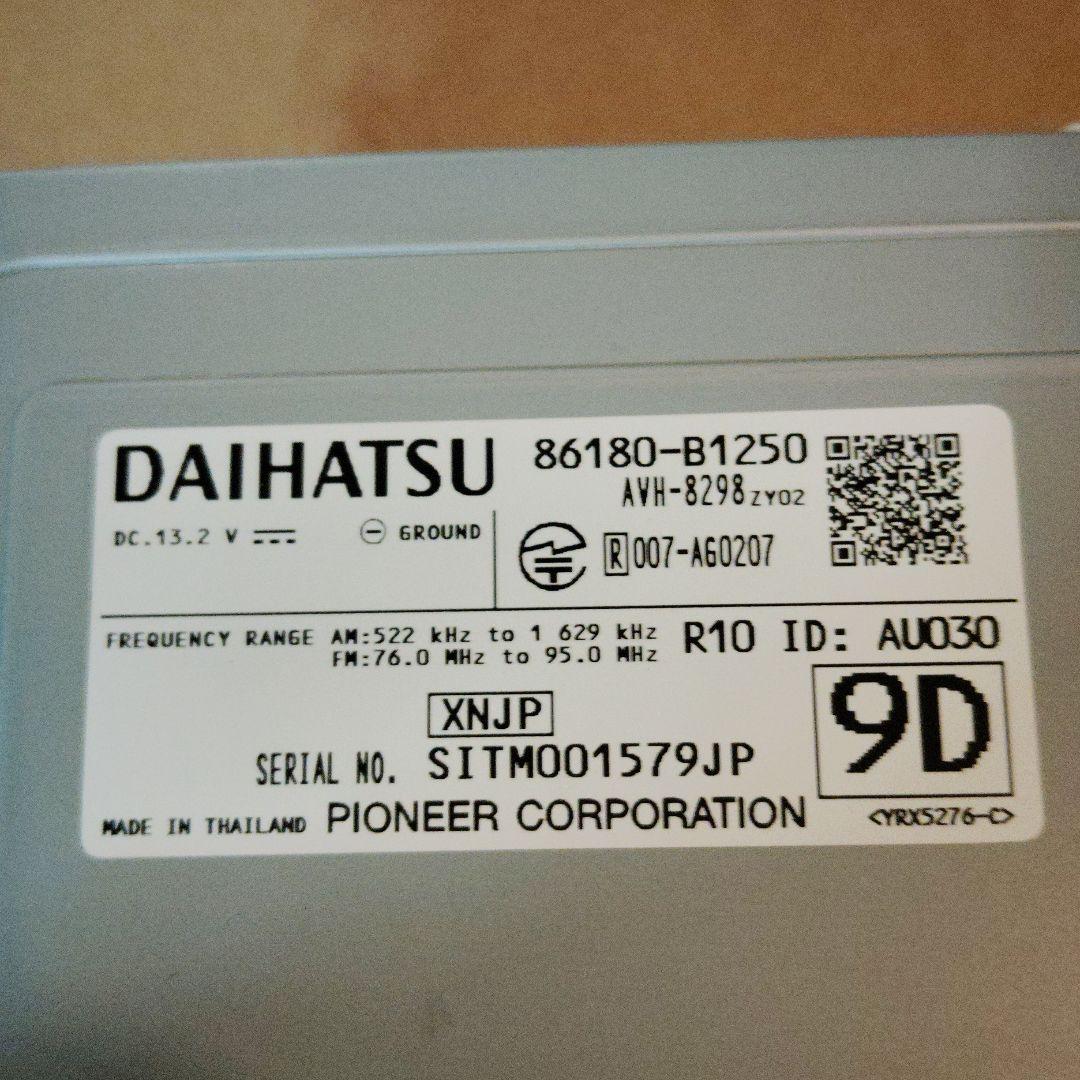 DAIHATSU 86180-B1250
AVH-8298ZY02
DC.13.2 V GROUND R 007-A60207
FREQUENCY RANGE AM:522 kHz to 1 629 kHz R10 ID: AU030
FM:76.0 MHz to 95.0 MHz
XNJP 9D
SERIAL NO. SITM001579JP
MADE IN THAILAND PIONEER CORPORATION <YRX5276-C>